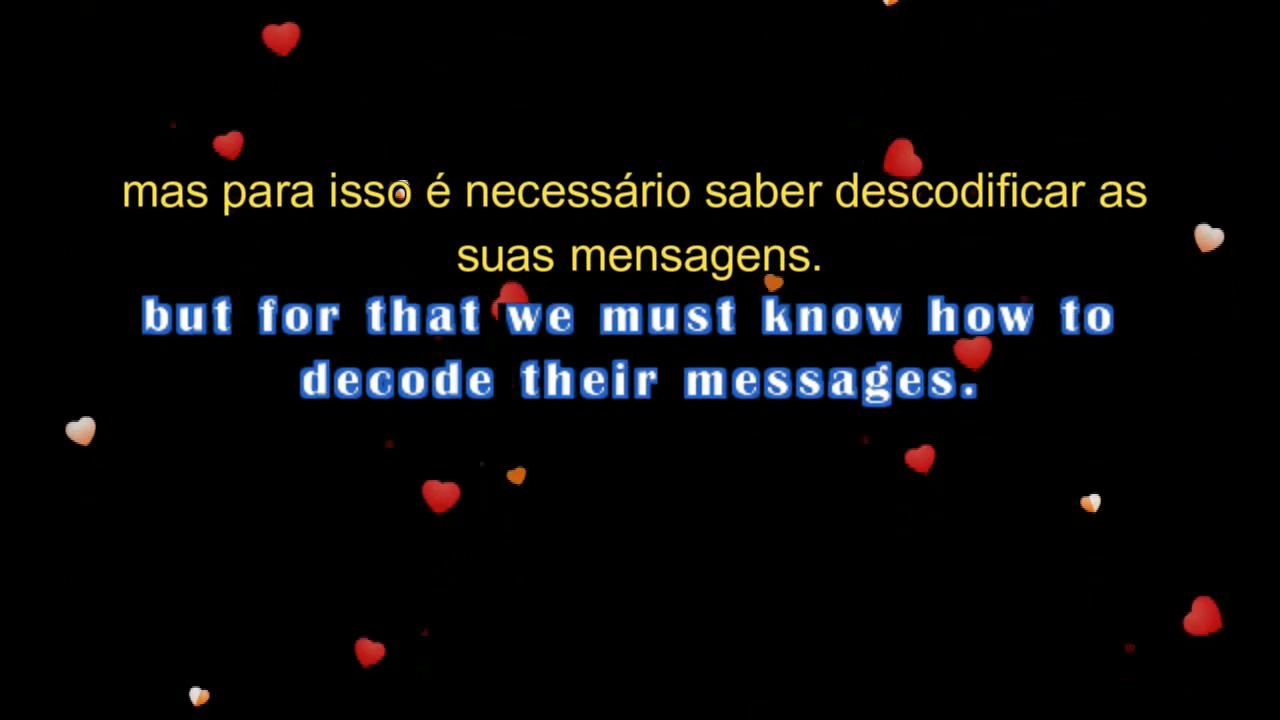 mas para isso é necessário saber descodificar as
suas mensagens.
but for that we must know how to
decode their messages.